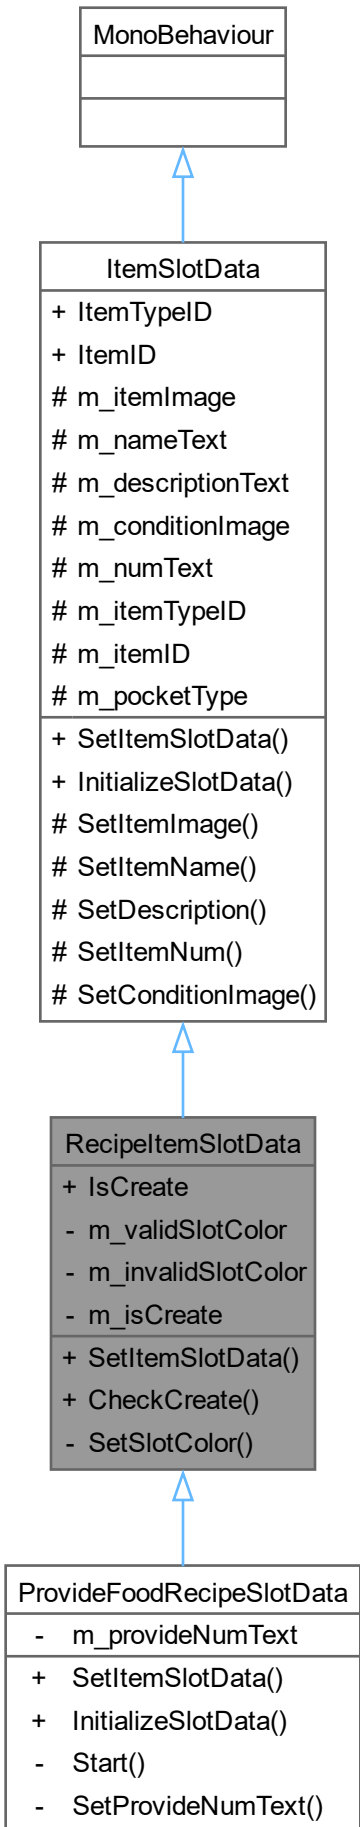 MonoBehaviour
ItemSlotData
+ ItemTypeID
+ ItemID
# m_itemImage
# m_nameText
# m_descriptionText
# m_conditionImage
# m_numText
# m_itemTypeID
# m_itemID
# m_pocketType
+ SetItemSlotData()
+ InitializeSlotData()
# SetItemImage()
# SetItemName()
# SetDescription()
# SetItemNum()
# SetConditionImage()
RecipeItemSlotData
+ IsCreate
- m_validSlotColor
- m_invalidSlotColor
- m_isCreate
+ SetItemSlotData()
+ CheckCreate()
- SetSlotColor()
ProvideFoodRecipeSlotData
- m_provideNumText
+ SetItemSlotData()
+ InitializeSlotData()
- Start()
- SetProvideNumText()